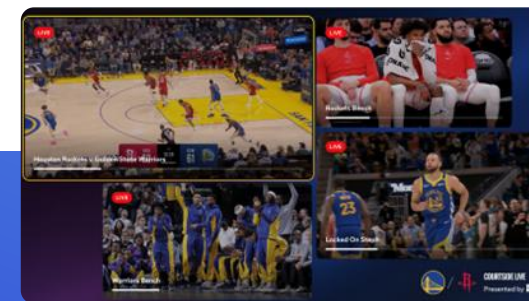 LIVE
Houston Rockets v Golden State Warriors
LIVE
Rockets Bench
LIVE
23
Locked On Steph
LIVE
Warriors Bench
COURTSIDE LIVE
Presented by